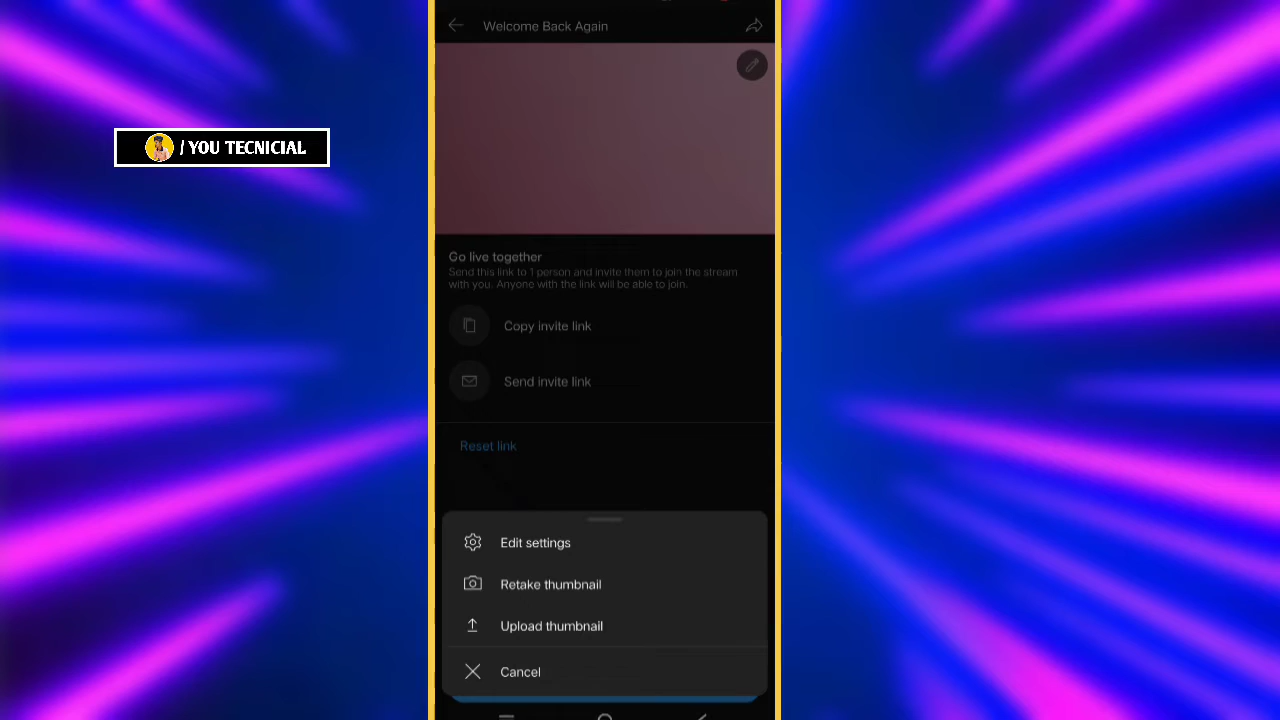 Welcome Back Again
/ YOU TECNICIAL
Go live together
Send this link to 1 person and invite them to join the stream
with you. Anyone with the link will be able to join.
Copy invite link
Send invite link
Reset link
Edit settings
Retake thumbnail
Upload thumbnail
Cancel